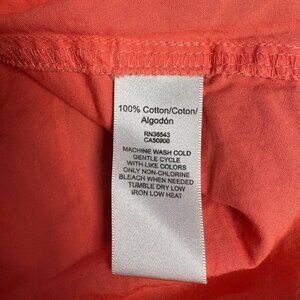 100% Cotton/Coton/
Algodón
RN36543
CA50900
MACHINE WASH COLD
GENTLE CYCLE
WITH LIKE COLORS
ONLY NON-CHLORINE
BLEACH WHEN NEEDED
TUMBLE DRY LOW
IRON LOW HEAT